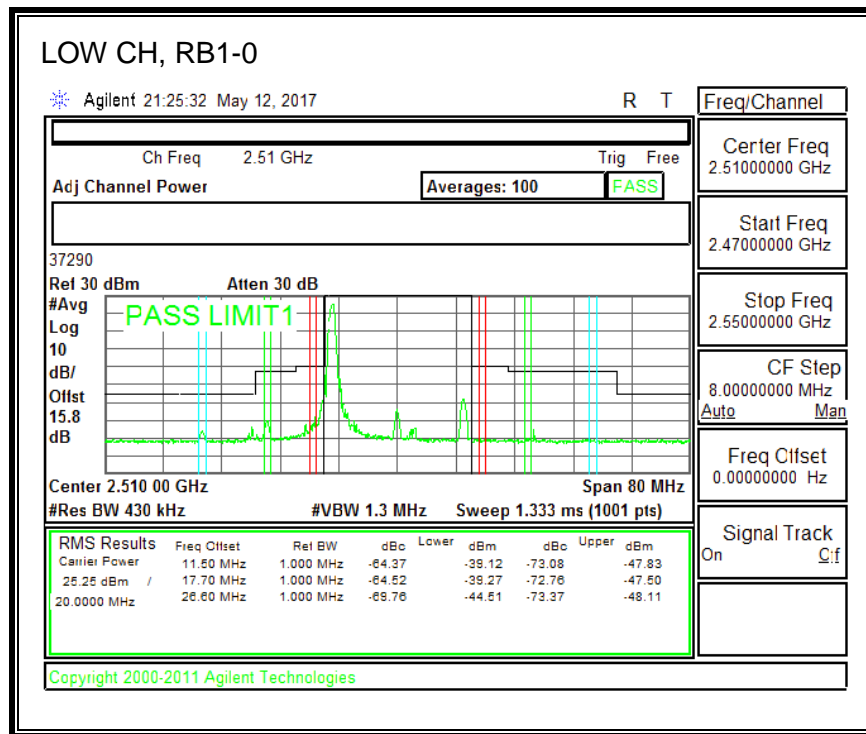 LOW CH, RB1-0
Agilent 21:25:32 May 12, 2017 R T
Freq/Channel
Ch Freq 2.51 GHz Trig Free
Adj Channel Power Averages: 100 PASS
37290
Ref 30 dBm Atten 30 dB
#Avg
Log
10
dB/
Offst
15.8
dB
PASS LIMIT1
Center 2.510 00 GHz Span 80 MHz
#Res BW 430 kHz #VBW 1.3 MHz Sweep 1.333 ms (1001 pts)
RMS Results Freq Offset Ref BW dBc Lower dBm dBc Upper dBm
Carrier Power 11.50 MHz 1.000 MHz -64.37 -39.12 -73.08 -47.83
25.25 dBm / 17.70 MHz 1.000 MHz -64.52 -39.27 -72.76 -47.50
20.0000 MHz 26.60 MHz 1.000 MHz -69.76 -44.51 -73.37 -48.11
Copyright 2000-2011 Agilent Technologies
Center Freq
2.51000000 GHz
Start Freq
2.47000000 GHz
Stop Freq
2.55000000 GHz
CF Step
8.00000000 MHz
Auto Man
Freq Offset
0.00000000 Hz
Signal Track
On Off